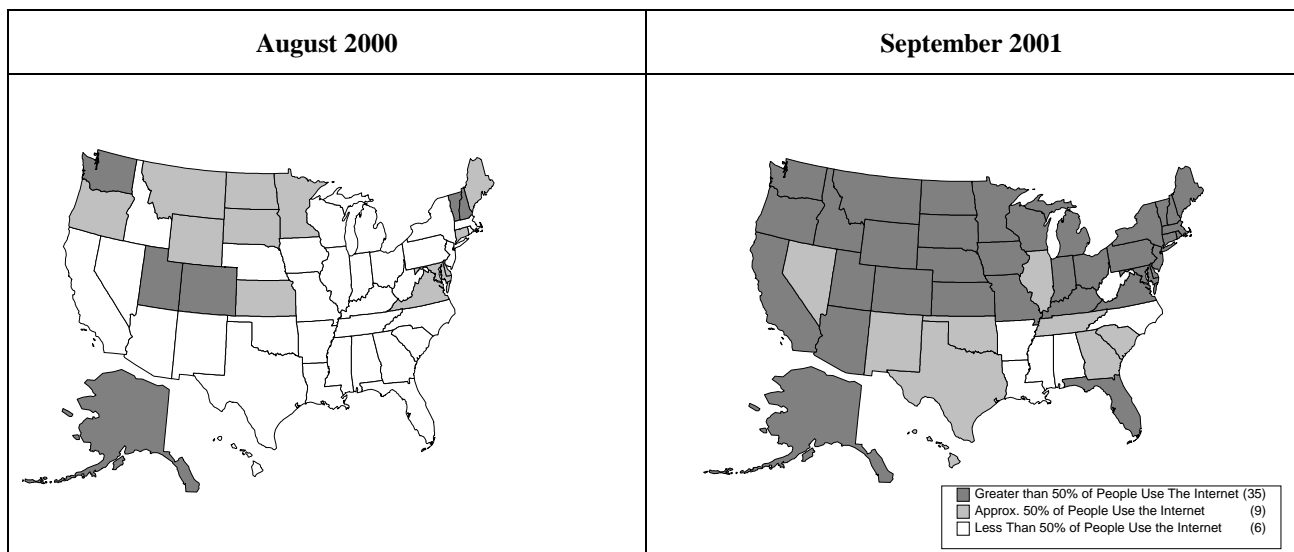 August 2000
September 2001
Greater than 50% of People Use The Internet (35)
Approx. 50% of People Use the Internet (9)
Less Than 50% of People Use the Internet (6)